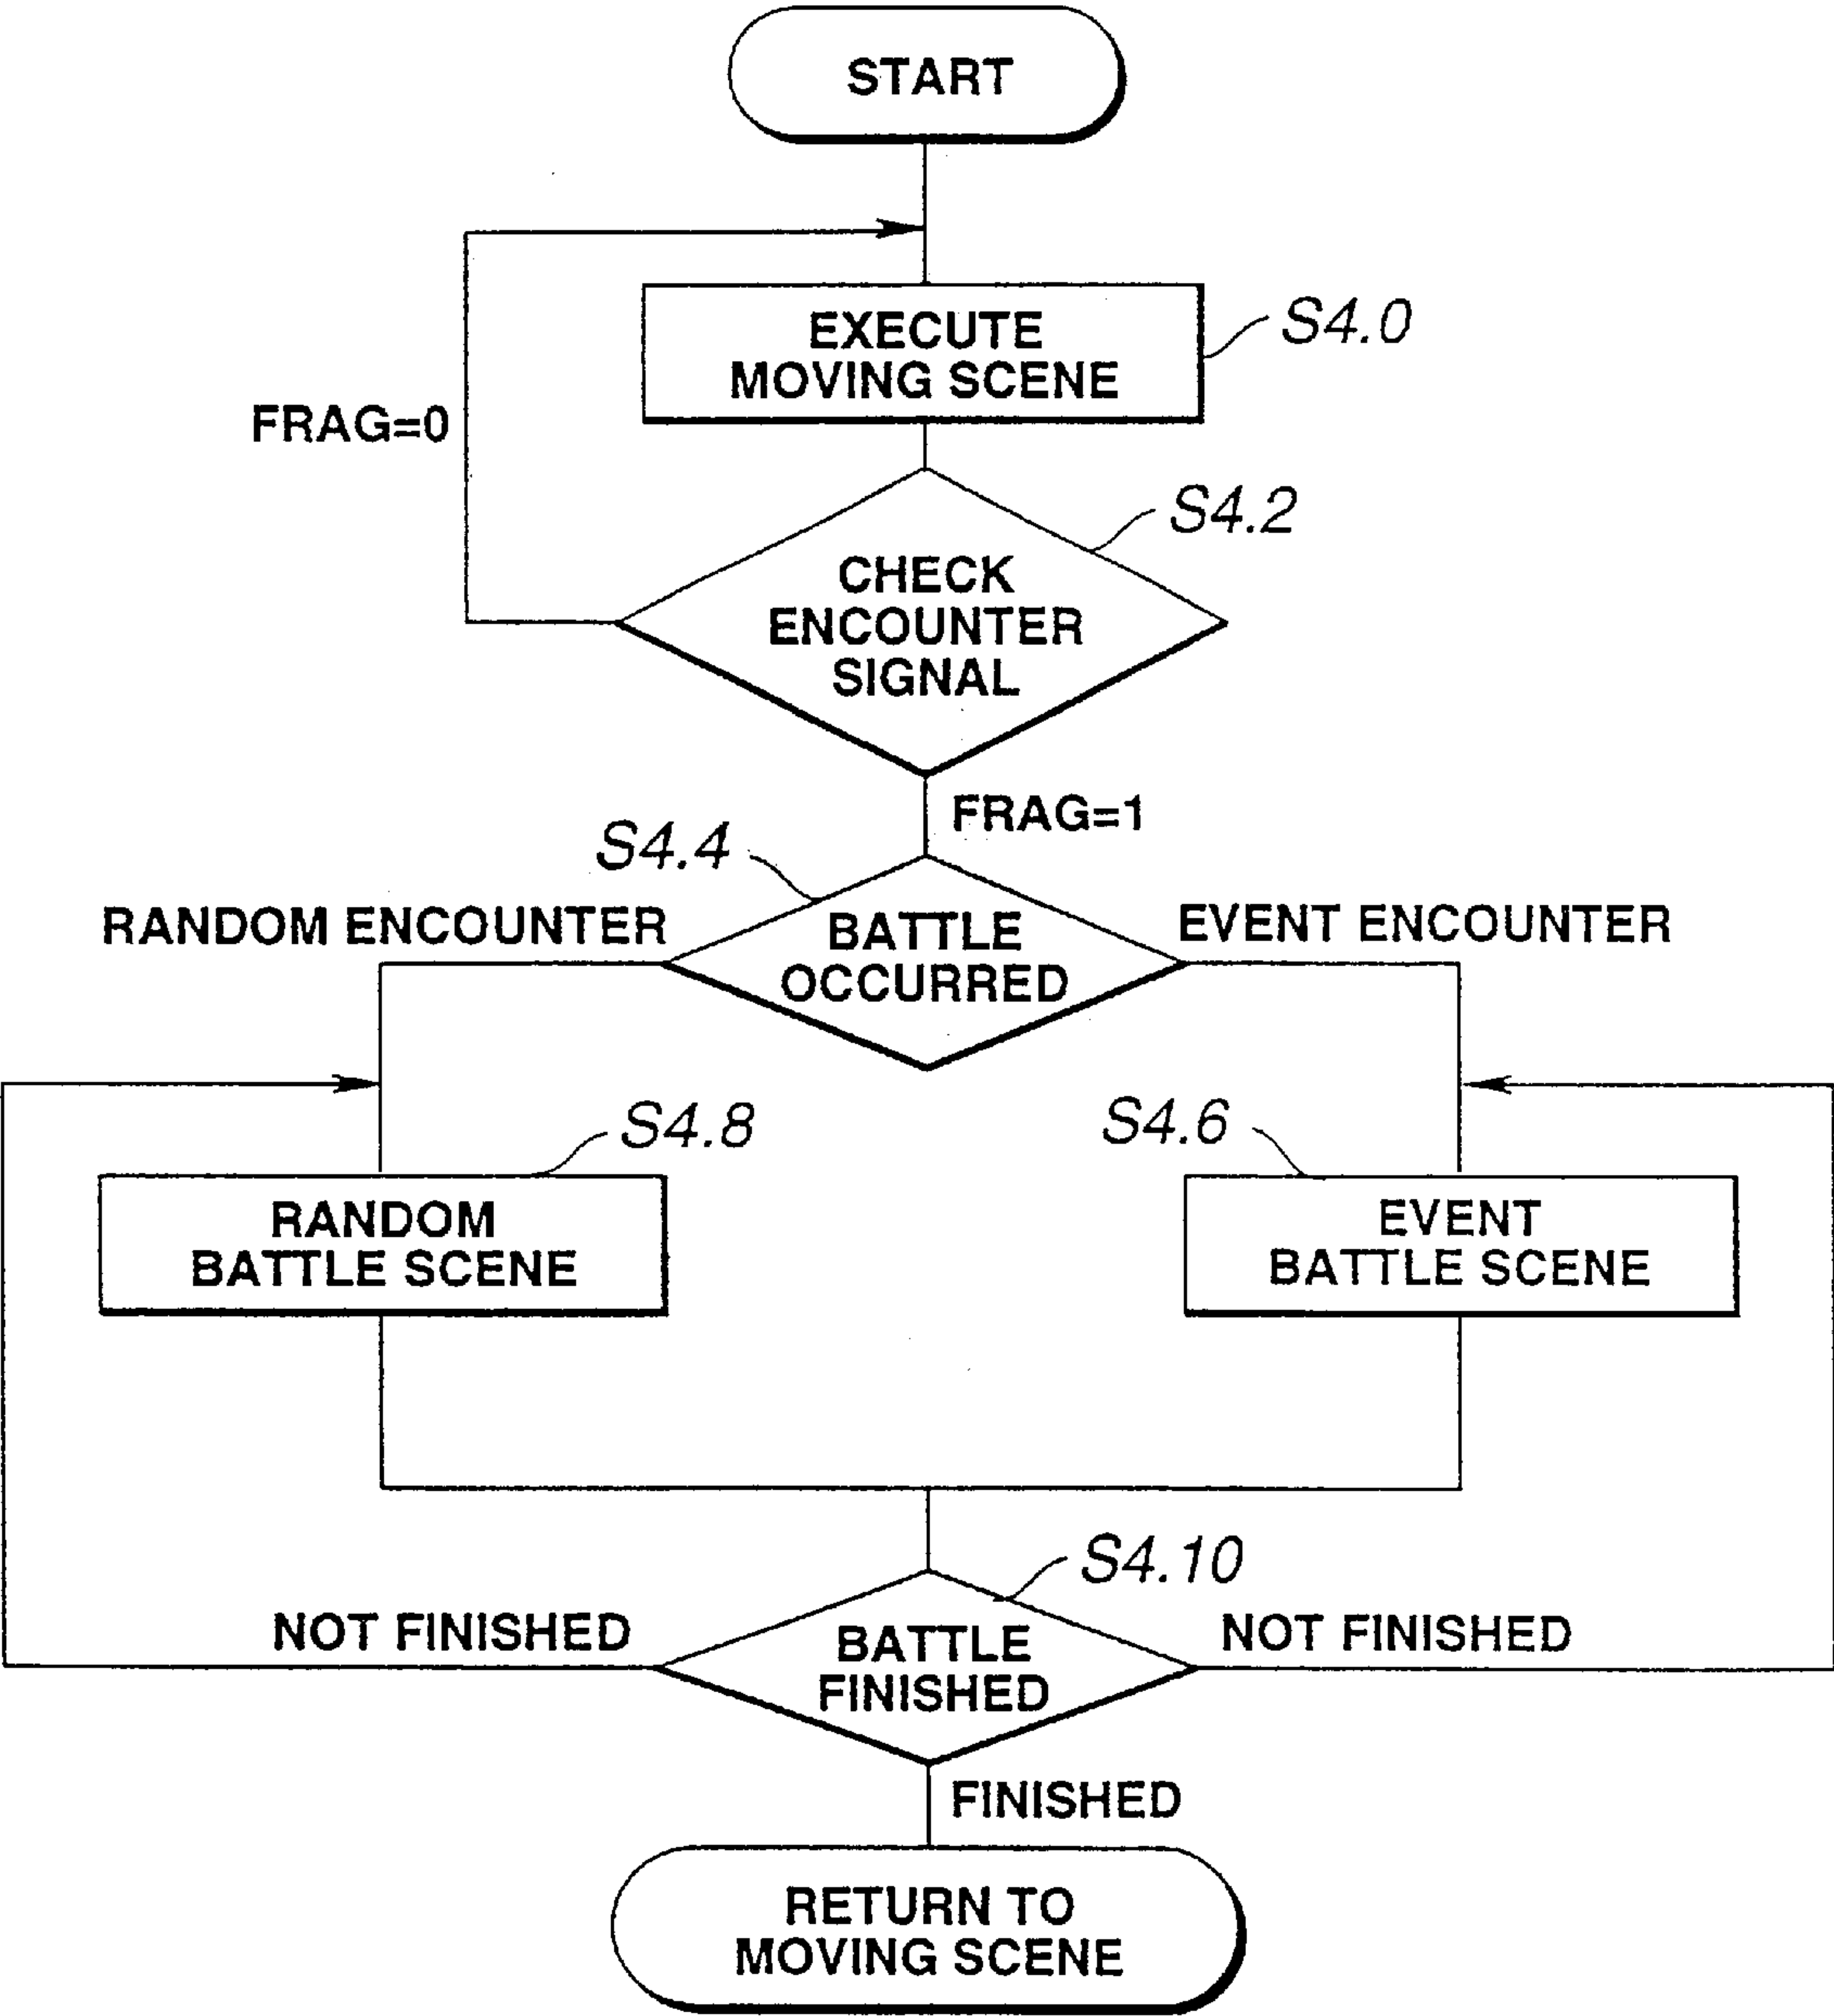 START
EXECUTE
MOVING SCENE
S4.0
FRAG=0
S4.2
CHECK
ENCOUNTER
SIGNAL
FRAG=1
S4.4
RANDOM ENCOUNTER
BATTLE
OCCURRED
EVENT ENCOUNTER
S4.8
RANDOM
BATTLE SCENE
S4.6
EVENT
BATTLE SCENE
S4.10
NOT FINISHED
BATTLE
FINISHED
NOT FINISHED
FINISHED
RETURN TO
MOVING SCENE